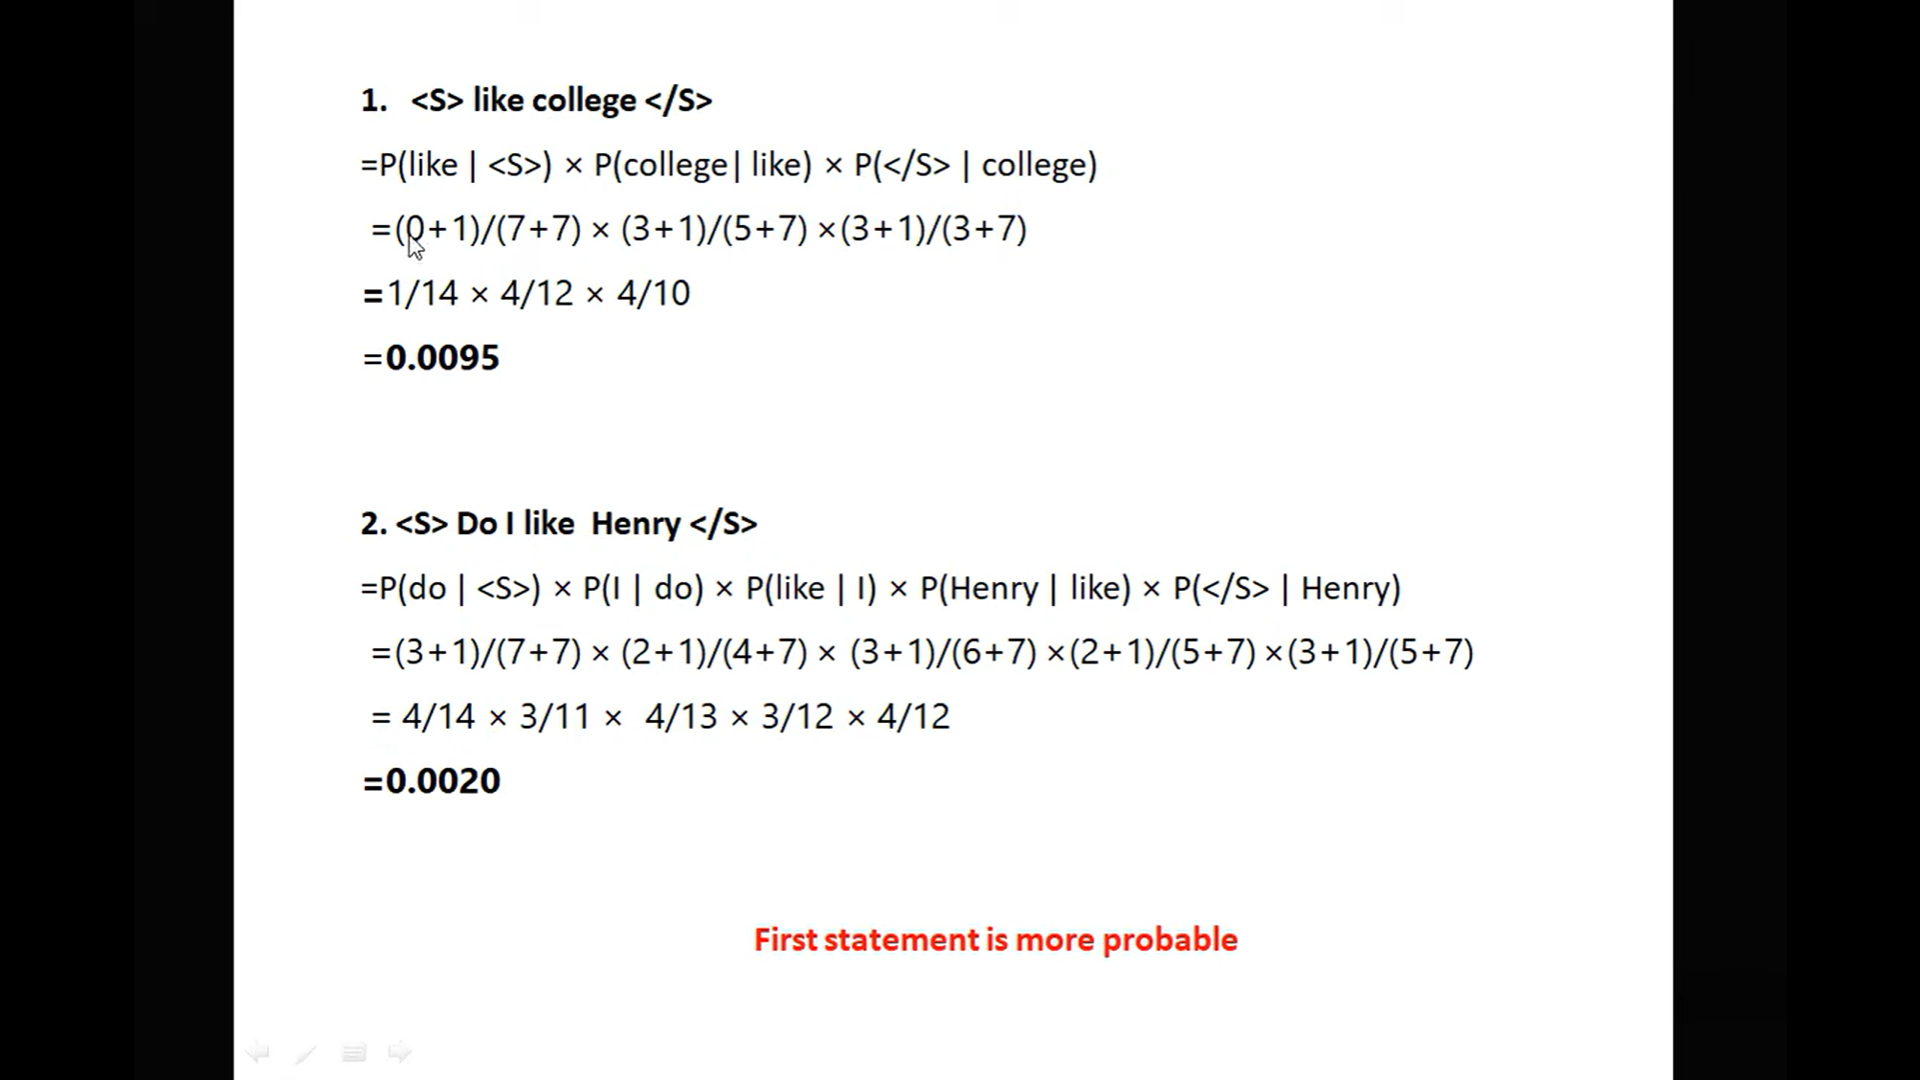 1. <S> like college </S>
=P(like | <S>) × P(college| like) × P(</S> | college)
=(0+1)/(7+7) × (3+1)/(5+7) ×(3+1)/(3+7)
=1/14 × 4/12 × 4/10
=0.0095
2. <S> Do I like Henry </S>
=P(do | <S>) × P(I | do) × P(like | I) × P(Henry | like) × P(</S> | Henry)
=(3+1)/(7+7) × (2+1)/(4+7) × (3+1)/(6+7) ×(2+1)/(5+7) ×(3+1)/(5+7)
= 4/14 × 3/11 × 4/13 × 3/12 × 4/12
=0.0020
First statement is more probable